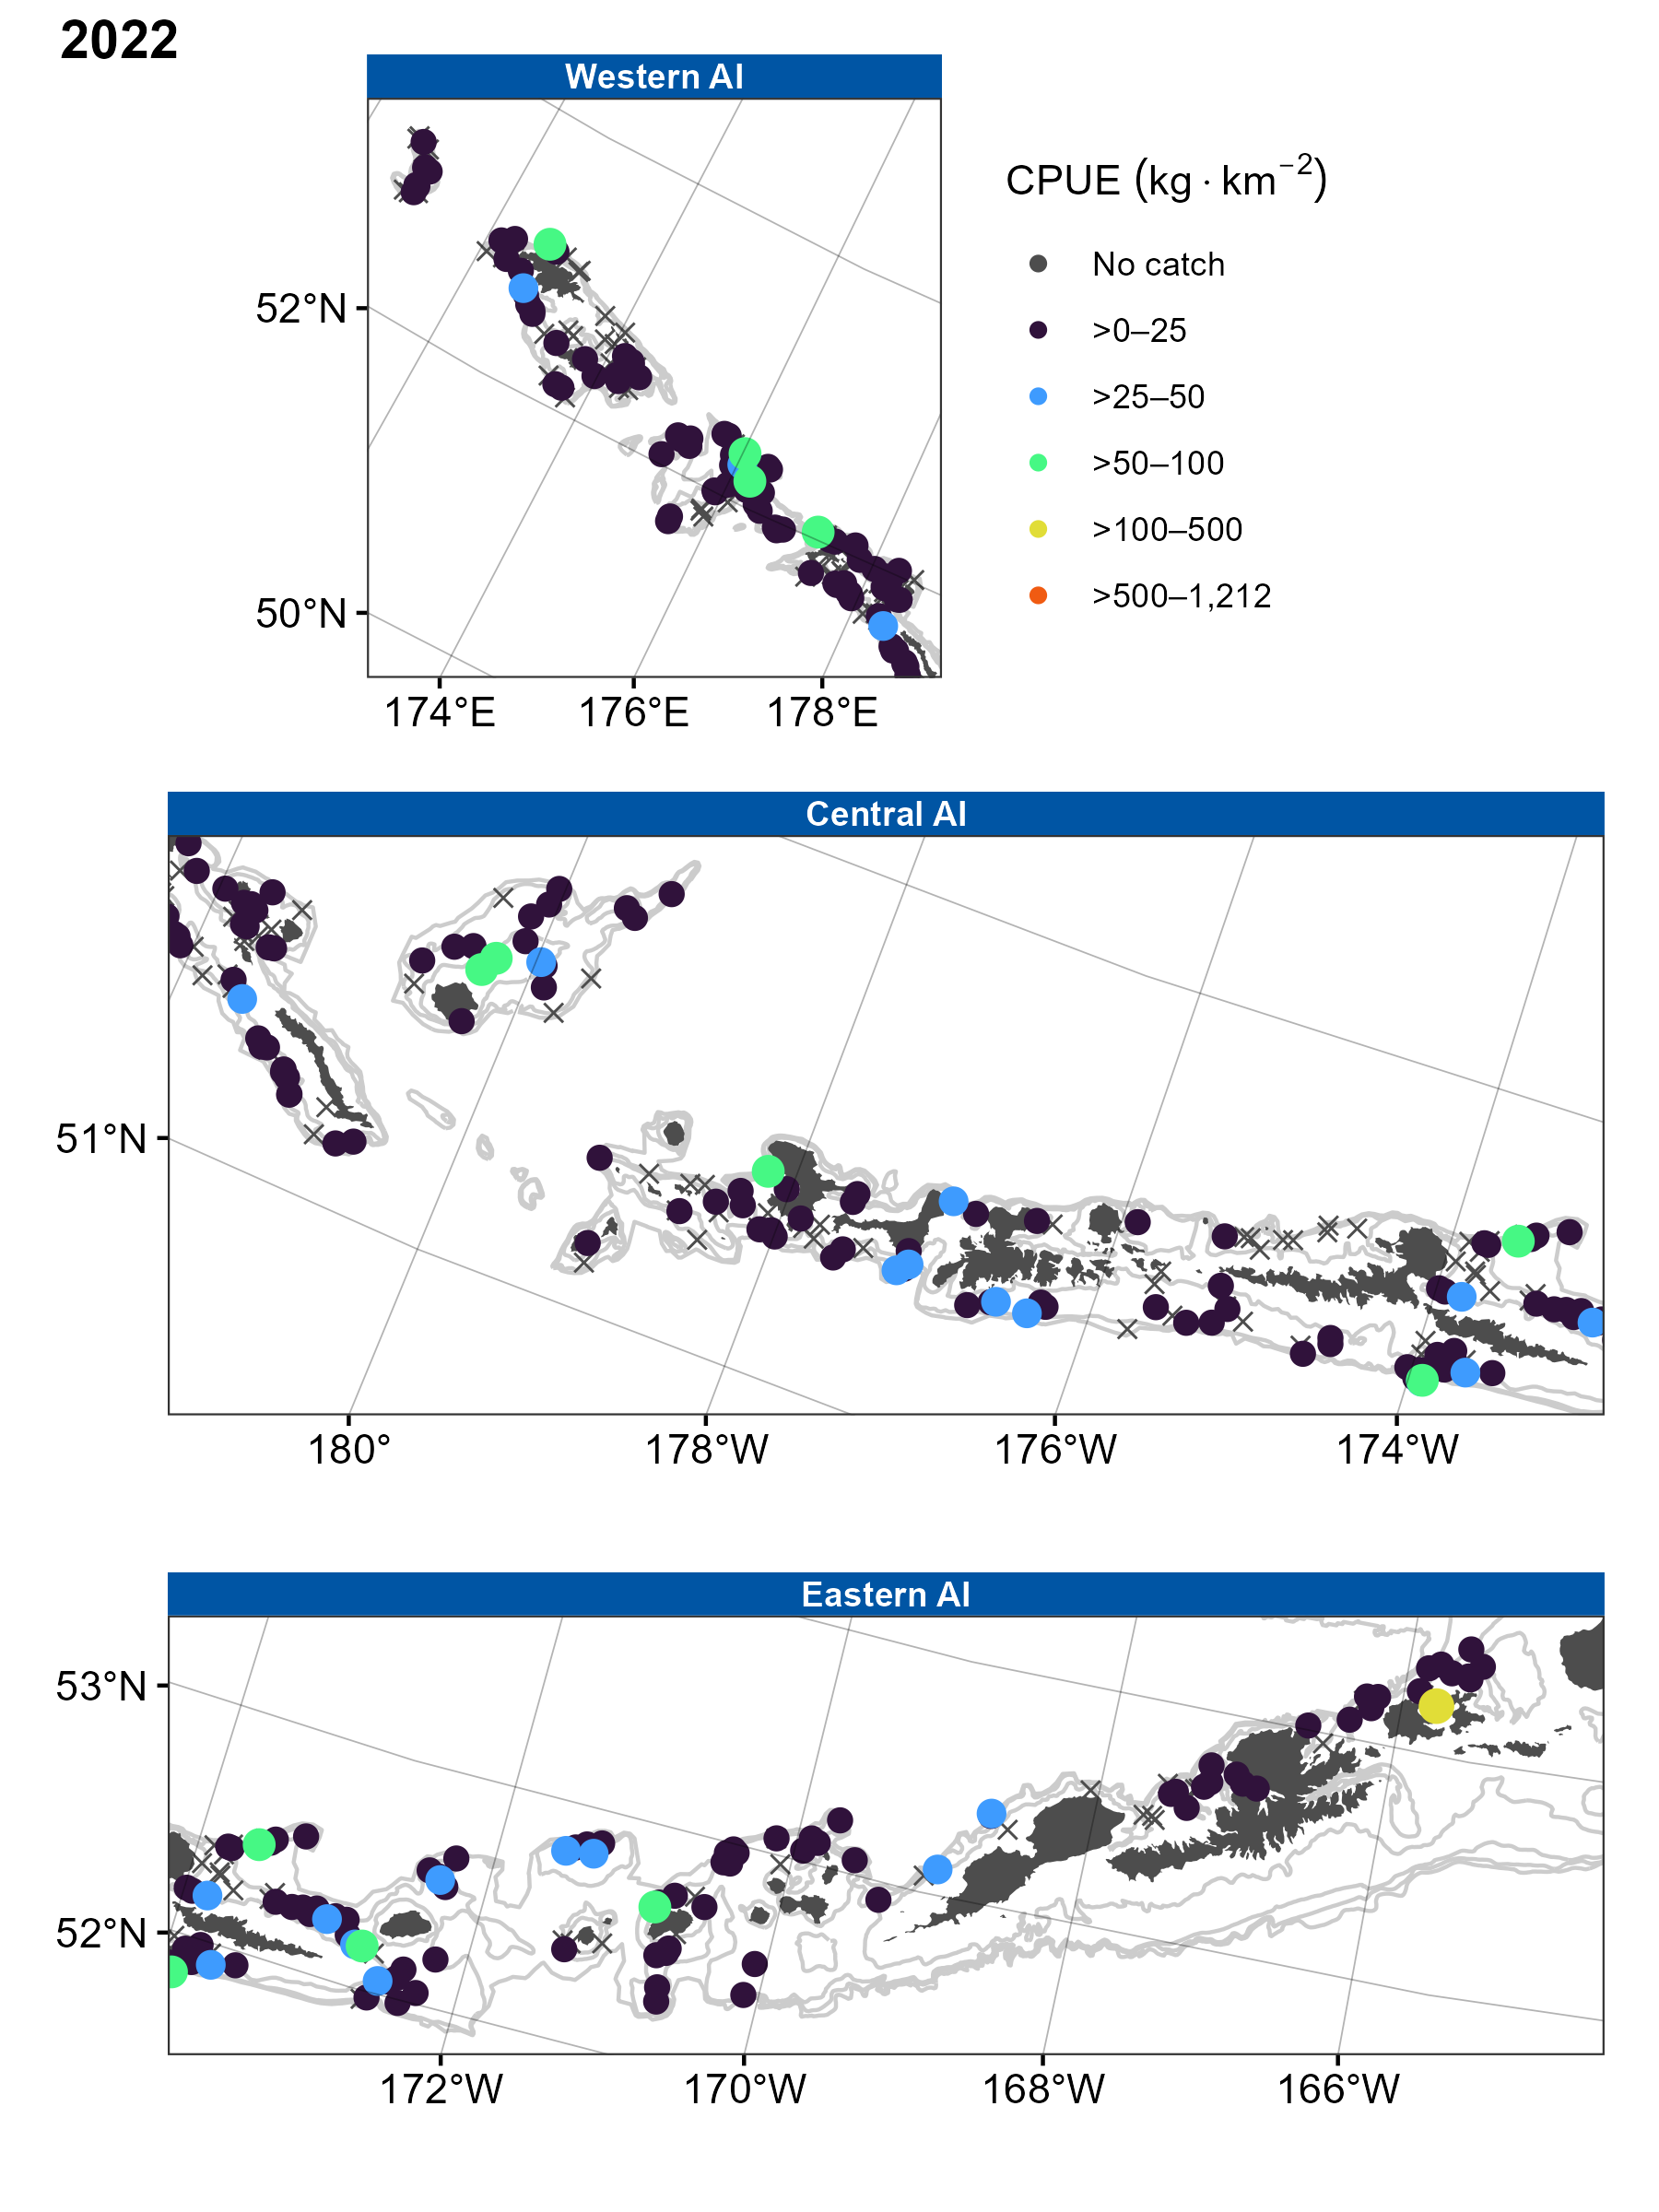 2022
Western AI
CPUE (kg · km⁻²)
No catch
>0–25
>25–50
>50–100
>100–500
>500–1,212
52°N
50°N
174°E 176°E 178°E
Central AI
51°N
180° 178°W 176°W 174°W
Eastern AI
53°N
52°N
172°W 170°W 168°W 166°W